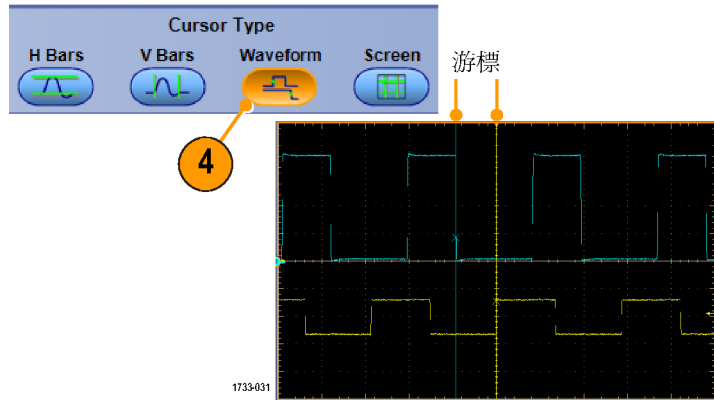 Cursor Type
H Bars
V Bars
Waveform
Screen
游標
4
1733-031